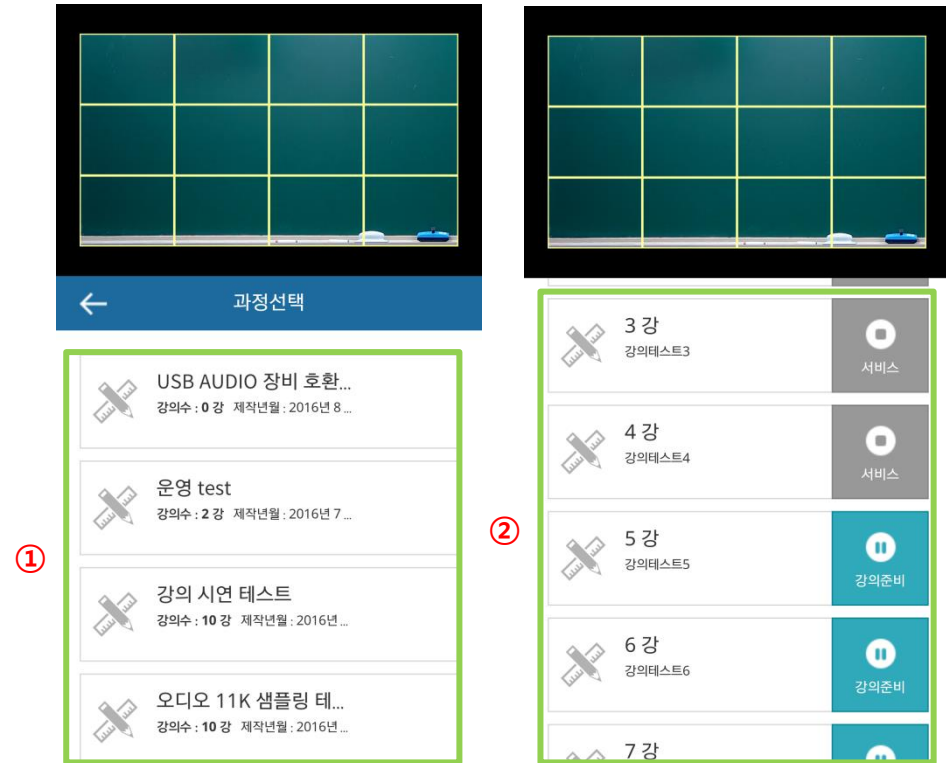 과정선택
①
USB AUDIO 장비 호환...
강의수 : 0 강 제작년월 : 2016년 8 ...
운영 test
강의수 : 2 강 제작년월 : 2016년 7 ...
강의 시연 테스트
강의수 : 10 강 제작년월 : 2016년 ...
오디오 11K 샘플링 테...
강의수 : 10 강 제작년월 : 2016년 ...
②
3 강
강의테스트3
서비스
4 강
강의테스트4
서비스
5 강
강의테스트5
강의준비
6 강
강의테스트6
강의준비
7 강